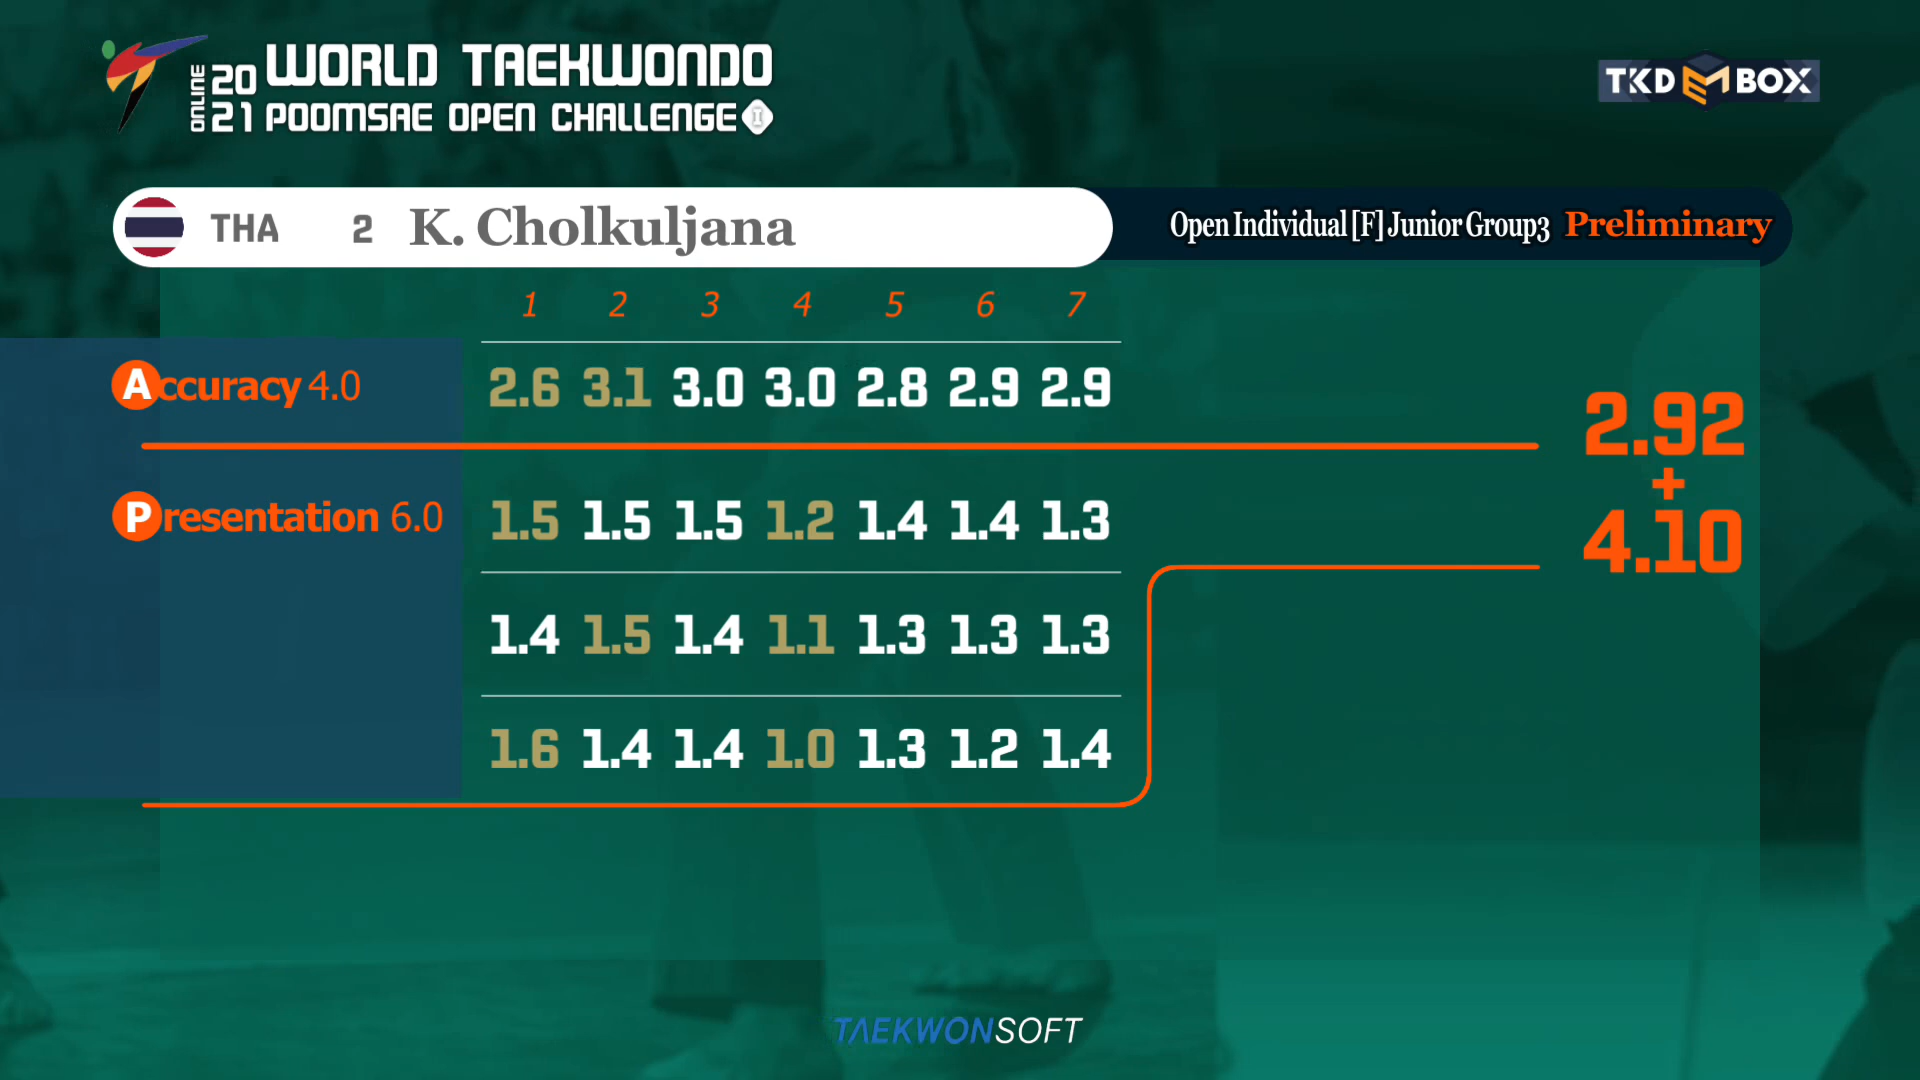 ONLINE 2021 WORLD TAEKWONDO
POOMSAE OPEN CHALLENGE I
TKD BOX
THA 2 K. Cholkuljana
Open Individual [F] Junior Group3 Preliminary
1 2 3 4 5 6 7
Accuracy 4.0 2.6 3.1 3.0 3.0 2.8 2.9 2.9
2.92
+
Presentation 6.0 1.5 1.5 1.5 1.2 1.4 1.4 1.3
4.10
1.4 1.5 1.4 1.1 1.3 1.3 1.3
1.6 1.4 1.4 1.0 1.3 1.2 1.4
TAEKWONSOFT